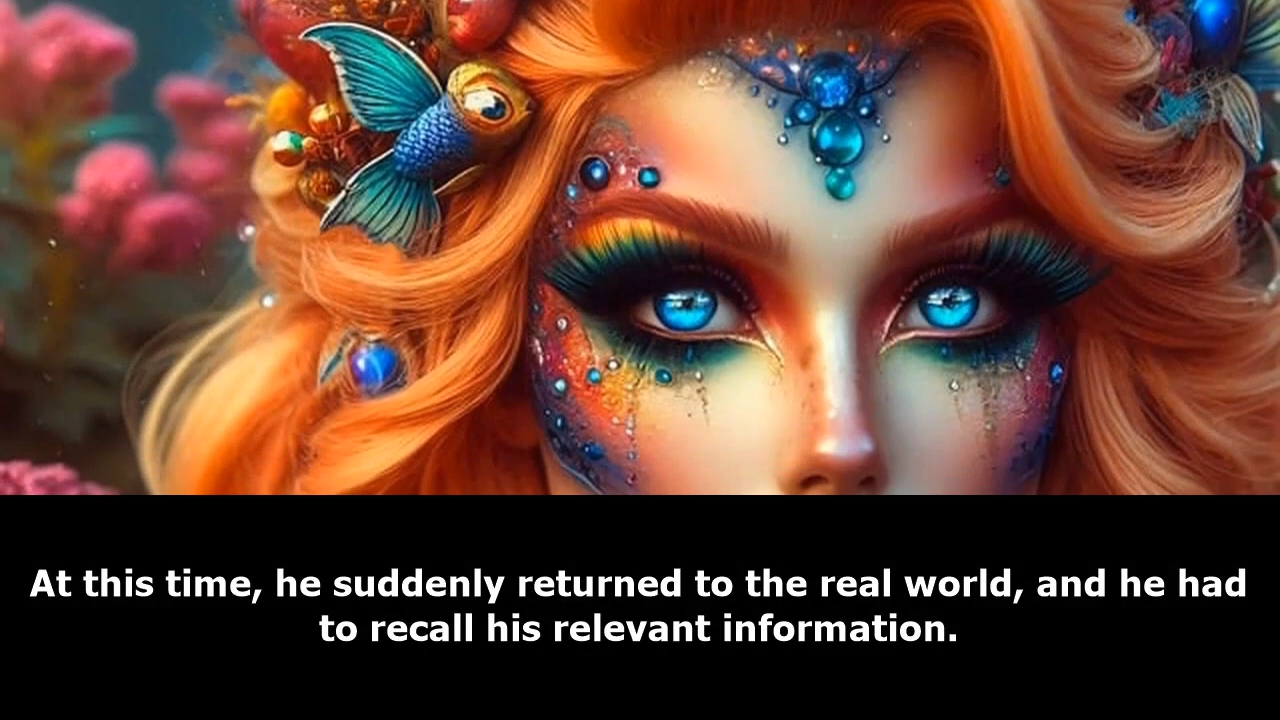 At this time, he suddenly returned to the real world, and he had
to recall his relevant information.